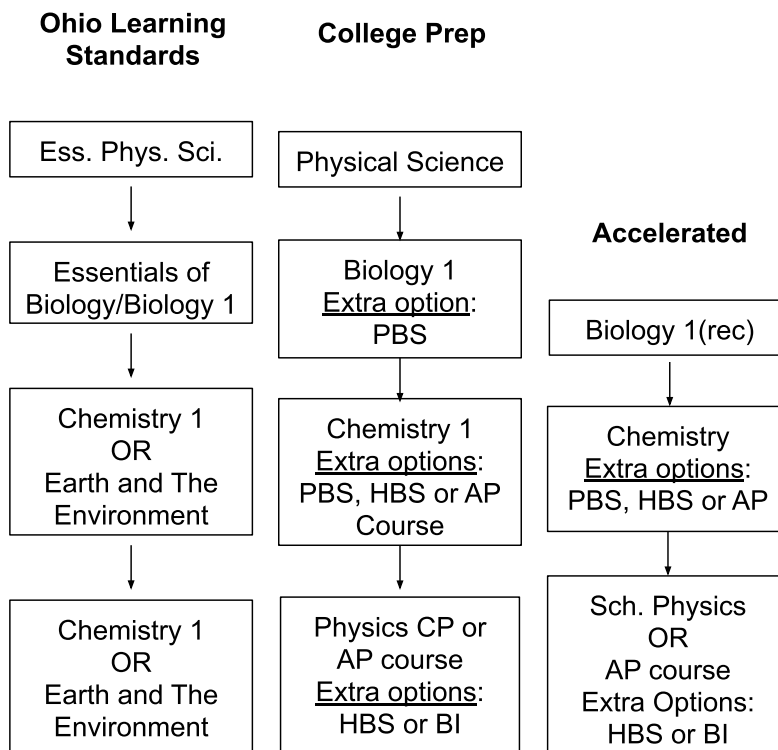 Ohio Learning
Standards
Ess. Phys. Sci.
Essentials of
Biology/Biology 1
Chemistry 1
OR
Earth and The
Environment
Chemistry 1
OR
Earth and The
Environment
College Prep
Physical Science
Biology 1
Extra option:
PBS
Chemistry 1
Extra options:
PBS, HBS or AP
Course
Physics CP or
AP course
Extra options:
HBS or BI
Accelerated
Biology 1(rec)
Chemistry
Extra options:
PBS, HBS or AP
Sch. Physics
OR
AP course
Extra Options:
HBS or BI